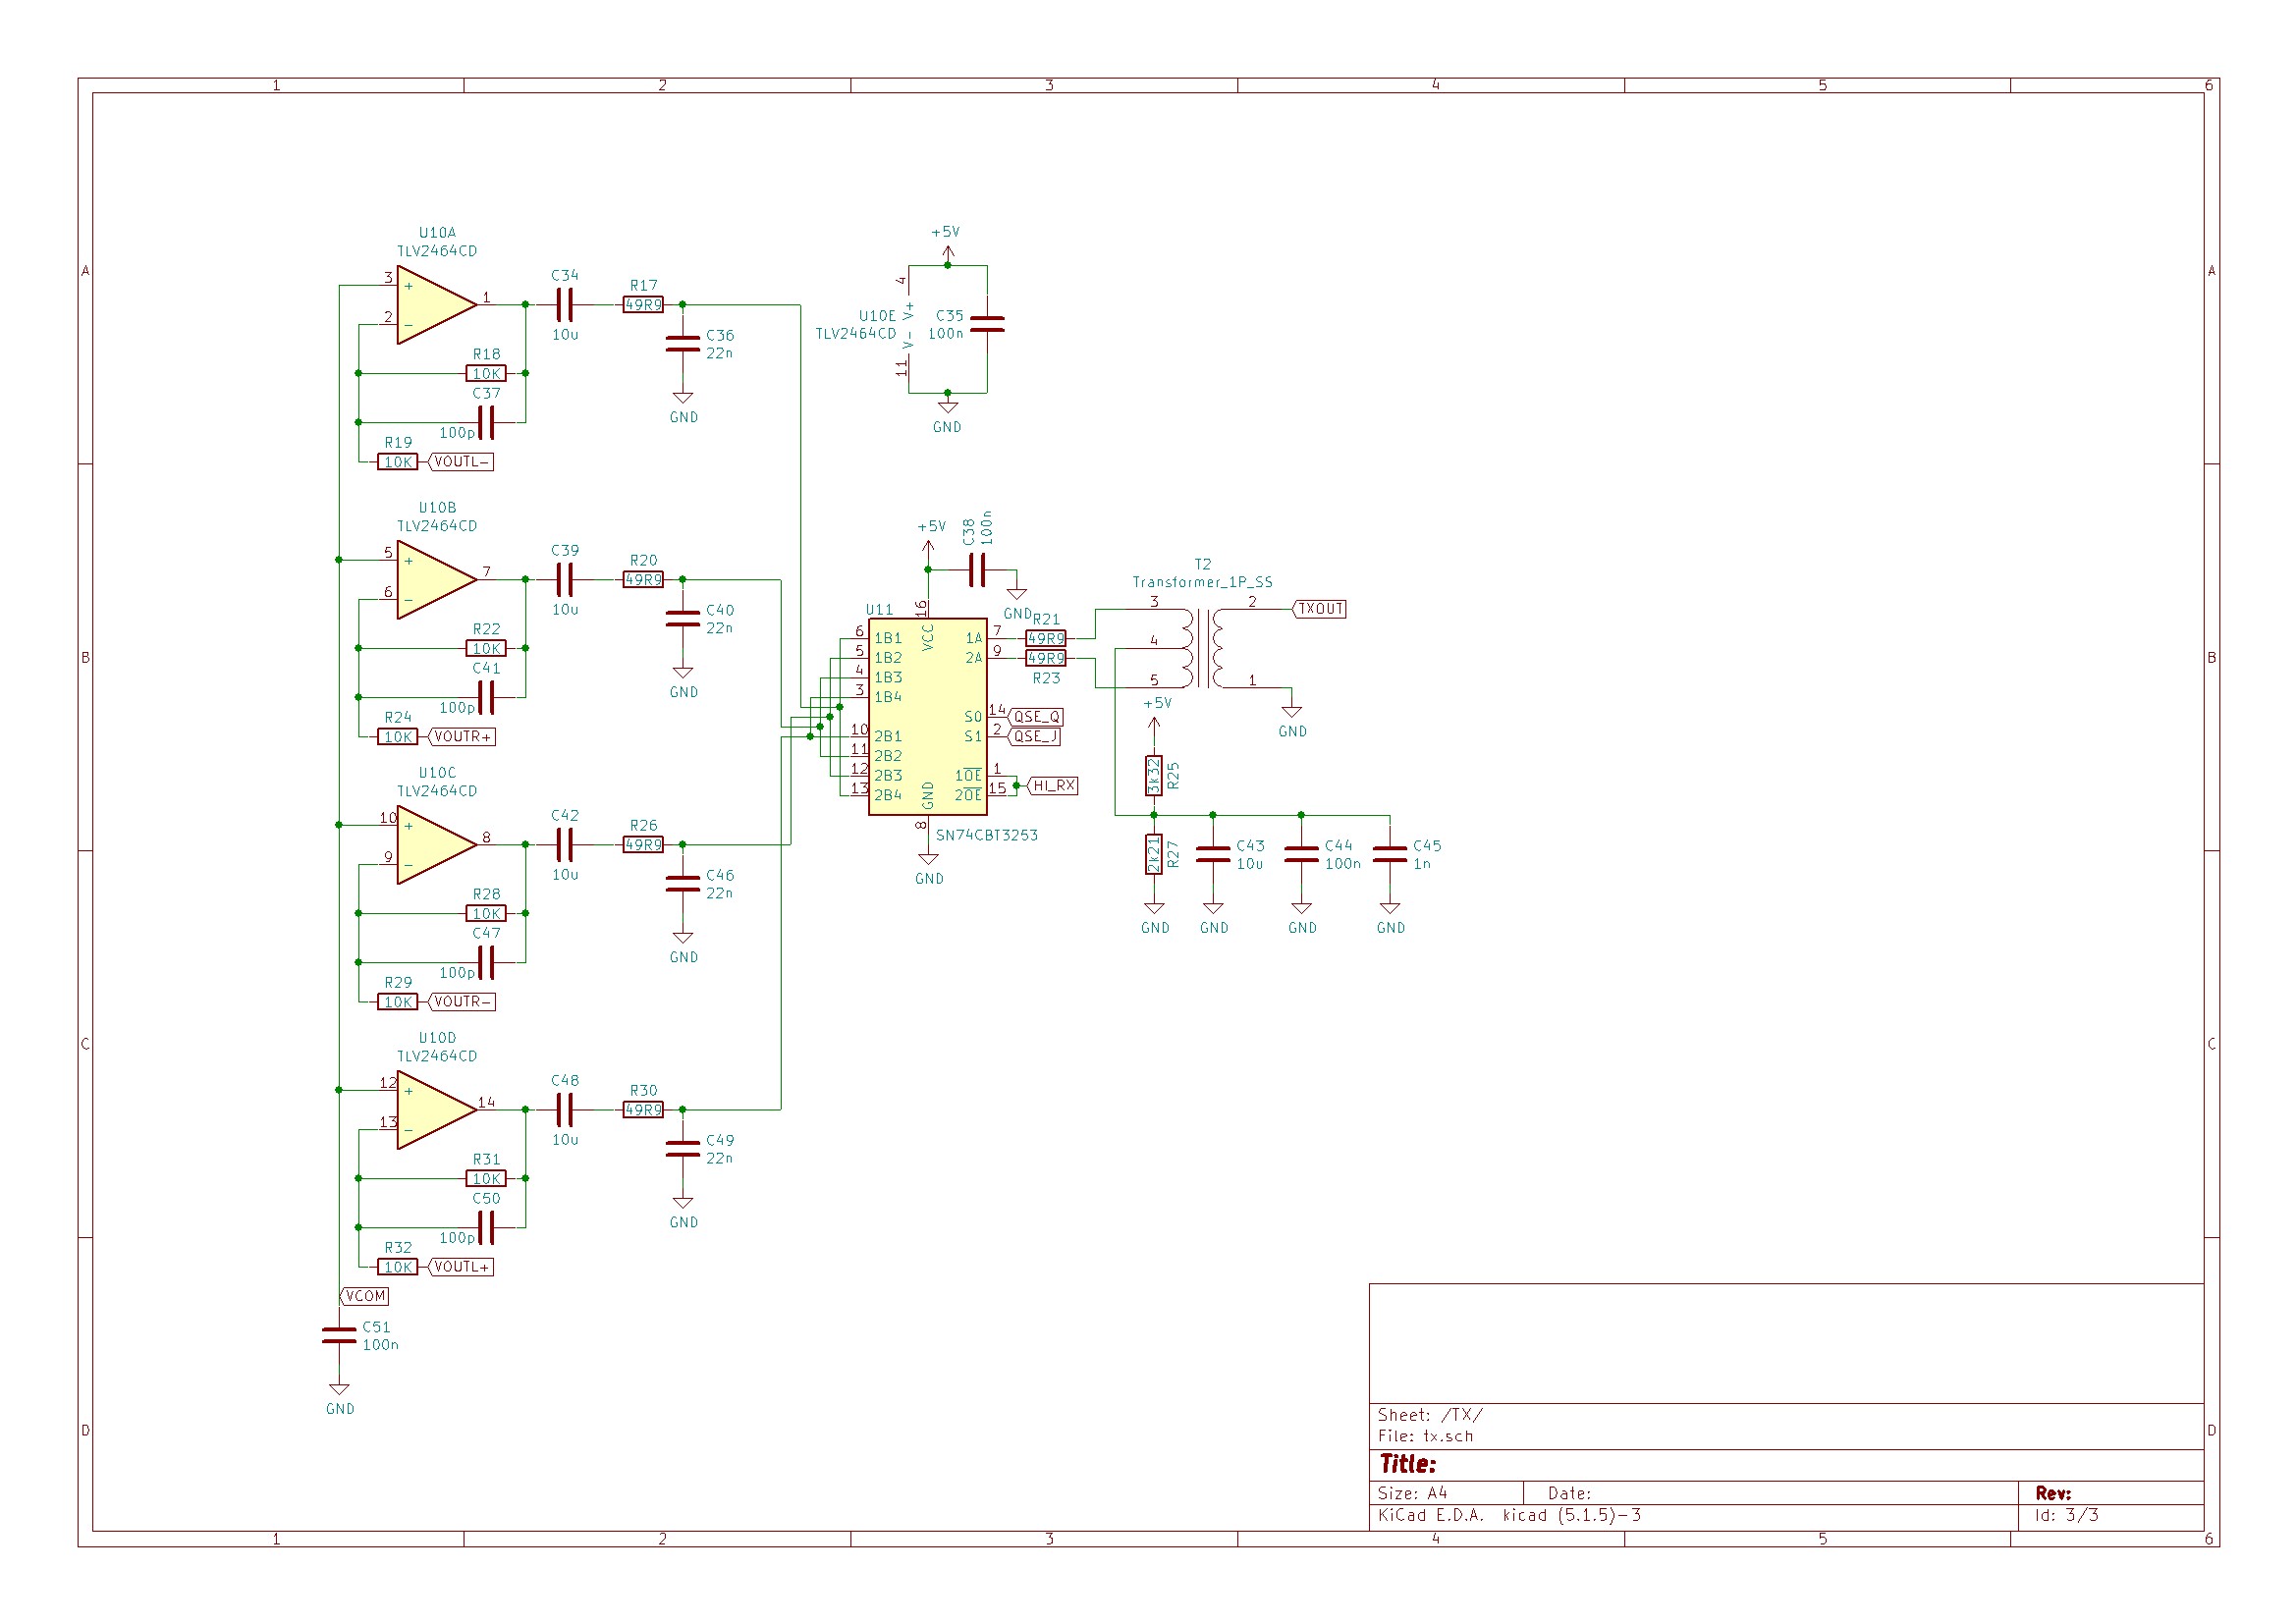 1 2 3 4 5 6
A A
B B
C C
D D
U10A
TLV2464CD
3
+
2
−
1
C34
10u
R17
49R9
C36
22n
GND
R18
10K
C37
100p
R19
10K
VOUTL-
+5V
4
V+
U10E
TLV2464CD
V-
11
C35
100n
GND
U10B
TLV2464CD
5
+
6
−
7
C39
10u
R20
49R9
C40
22n
GND
R22
10K
C41
100p
R24
10K
VOUTR+
U10C
TLV2464CD
10
+
9
−
8
C42
10u
R26
49R9
C46
22n
GND
R28
10K
C47
100p
R29
10K
VOUTR-
U10D
TLV2464CD
12
+
13
−
14
C48
10u
R30
49R9
C49
22n
GND
R31
10K
C50
100p
R32
10K
VOUTL+
VCOM
C51
100n
GND
+5V
C38
100n
GND
U11
16
VCC
6 1B1
5 1B2
4 1B3
3 1B4
10 2B1
11 2B2
12 2B3
13 2B4
1A 7
2A 9
S0 14 QSE_Q
S1 2 QSE_J
1OE 1
2OE 15
HI_RX
GND
8
SN74CBT3253
GND
R21
49R9
49R9
R23
T2
Transformer_1P_SS
3
4
5
2
1
TXOUT
GND
+5V
3k32
R25
2k21
R27
GND
C43
10u
GND
C44
100n
GND
C45
1n
GND
Sheet: /TX/
File: tx.sch
Title:
Size: A4 Date: Rev:
KiCad E.D.A. kicad (5.1.5)-3 Id: 3/3
1 2 3 4 5 6